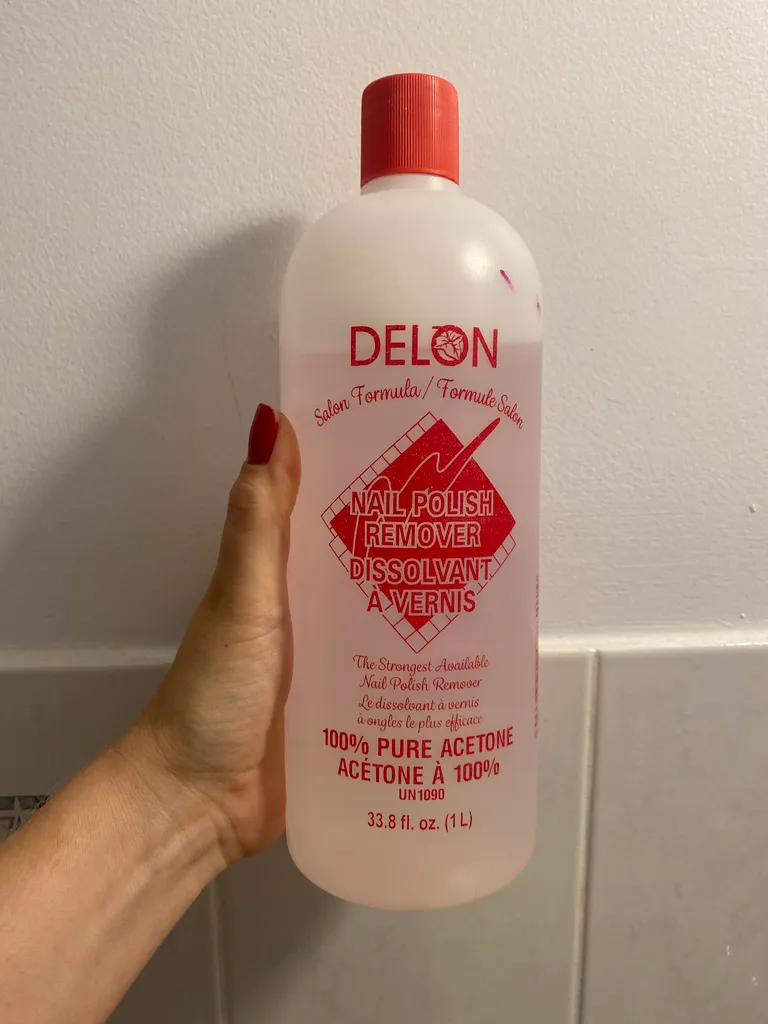 DELON
Salon Formula / Formule Salon
NAIL POLISH
REMOVER
DISSOLVANT
À VERNIS
The Strongest Available
Nail Polish Remover
Le dissolvant à vernis
à ongles le plus efficace
100% PURE ACETONE
ACÉTONE À 100%
UN1090
33.8 fl. oz. (1 L)